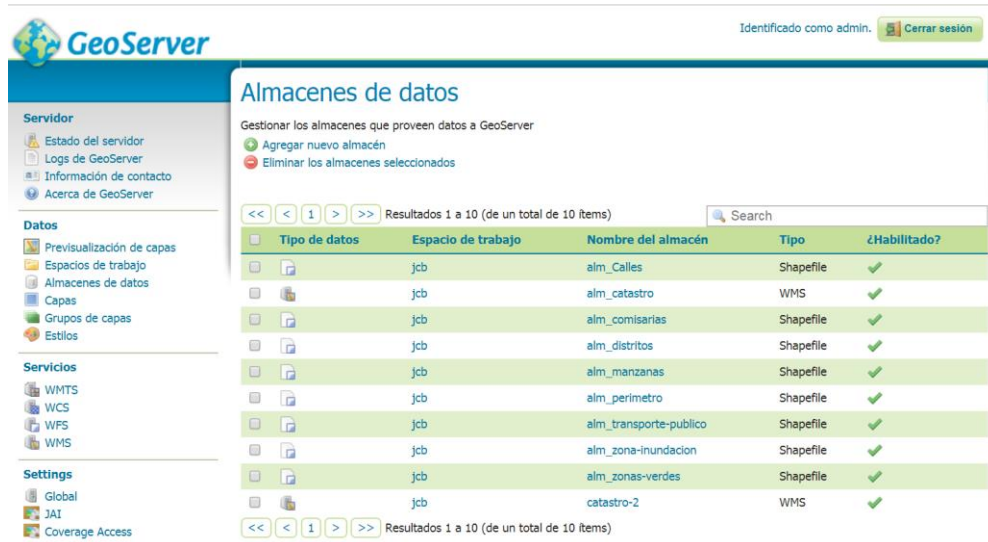 GeoServer
Identificado como admin.
Cerrar sesión
Servidor
Estado del servidor
Logs de GeoServer
Información de contacto
Acerca de GeoServer
Datos
Previsualización de capas
Espacios de trabajo
Almacenes de datos
Capas
Grupos de capas
Estilos
Servicios
WMTS
WCS
WFS
WMS
Settings
Global
JAI
Coverage Access
Almacenes de datos
Gestionar los almacenes que proveen datos a GeoServer
Agregar nuevo almacén
Eliminar los almacenes seleccionados
<< < 1 > >> Resultados 1 a 10 (de un total de 10 ítems)
Search
Tipo de datos Espacio de trabajo Nombre del almacén Tipo ¿Habilitado?
jcb alm_Calles Shapefile
jcb alm_catastro WMS
jcb alm_comisarias Shapefile
jcb alm_distritos Shapefile
jcb alm_manzanas Shapefile
jcb alm_perimetro Shapefile
jcb alm_transporte-publico Shapefile
jcb alm_zona-inundacion Shapefile
jcb alm_zonas-verdes Shapefile
jcb catastro-2 WMS
<< < 1 > >> Resultados 1 a 10 (de un total de 10 ítems)